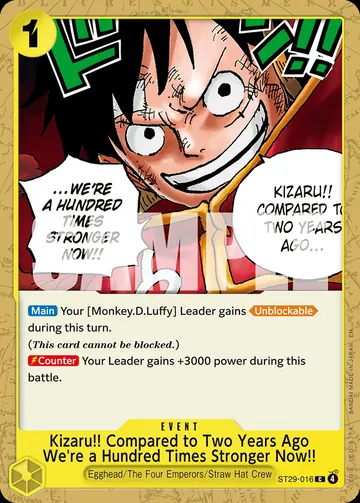 1
KIZARU!!
COMPARED TO
TWO YEARS
AGO...
...WE'RE
A HUNDRED
TIMES
STRONGER
NOW!!
SAMPLE
Main Your [Monkey.D.Luffy] Leader gains Unblockable
during this turn.
(This card cannot be blocked.)
Counter Your Leader gains +3000 power during this
battle.
EVENT
Kizaru!! Compared to Two Years Ago
We're a Hundred Times Stronger Now!!
Egghead/The Four Emperors/Straw Hat Crew
ST29-016 C 4